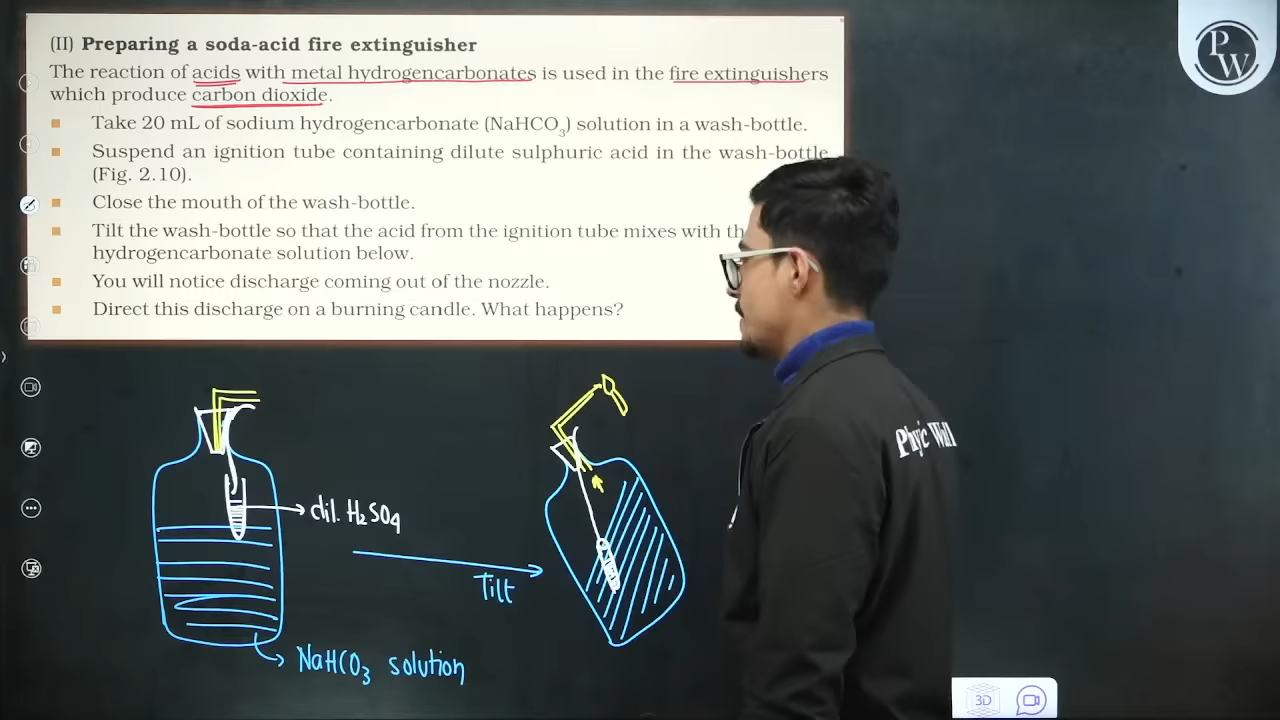 (II) Preparing a soda-acid fire extinguisher
The reaction of acids with metal hydrogencarbonates is used in the fire extinguishers
which produce carbon dioxide.
Take 20 mL of sodium hydrogencarbonate (NaHCO₃) solution in a wash-bottle.
Suspend an ignition tube containing dilute sulphuric acid in the wash-bottle
(Fig. 2.10).
Close the mouth of the wash-bottle.
Tilt the wash-bottle so that the acid from the ignition tube mixes with
hydrogencarbonate solution below.
You will notice discharge coming out of the nozzle.
Direct this discharge on a burning candle. What happens?
PW
dil. H₂SO₄
Tilt
NaHCO₃ solution
3D